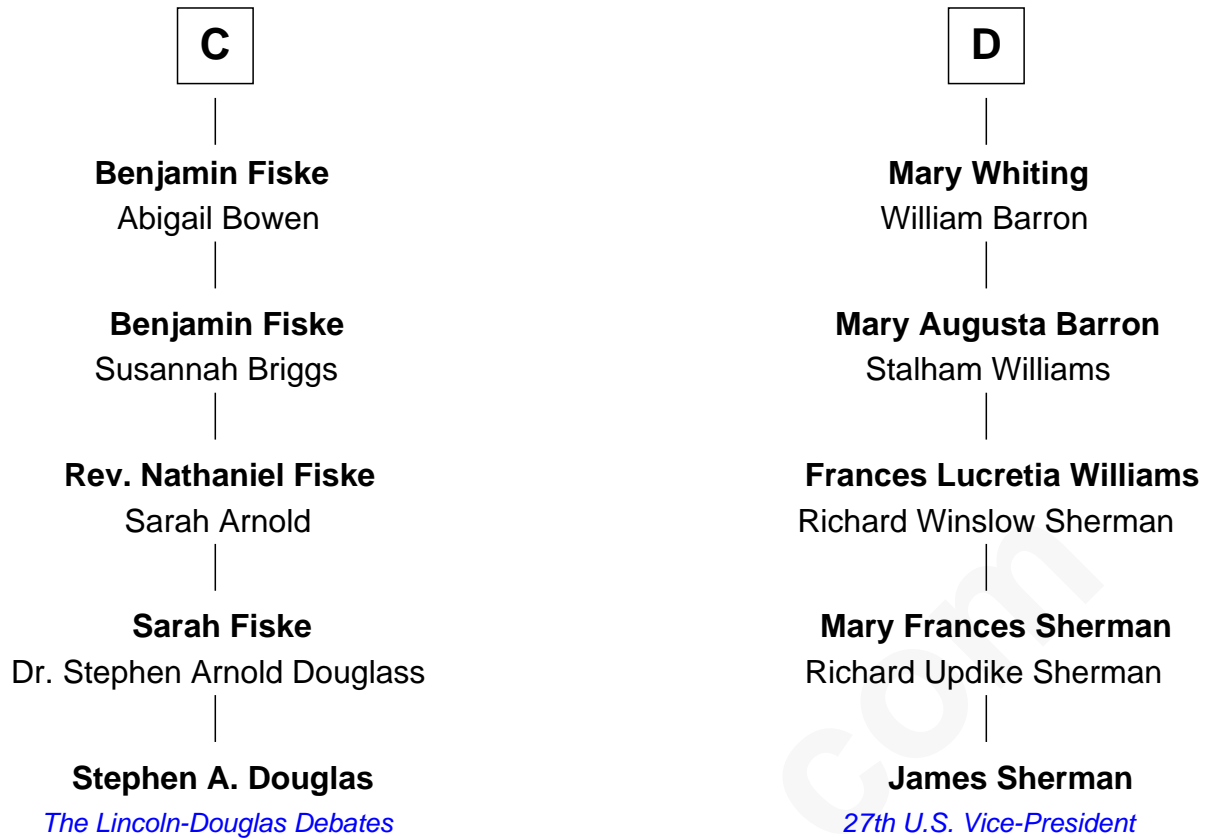 C
Benjamin Fiske
Abigail Bowen
Benjamin Fiske
Susannah Briggs
Rev. Nathaniel Fiske
Sarah Arnold
Sarah Fiske
Dr. Stephen Arnold Douglass
Stephen A. Douglas
The Lincoln-Douglas Debates
D
Mary Whiting
William Barron
Mary Augusta Barron
Stalham Williams
Frances Lucretia Williams
Richard Winslow Sherman
Mary Frances Sherman
Richard Updike Sherman
James Sherman
27th U.S. Vice-President
com